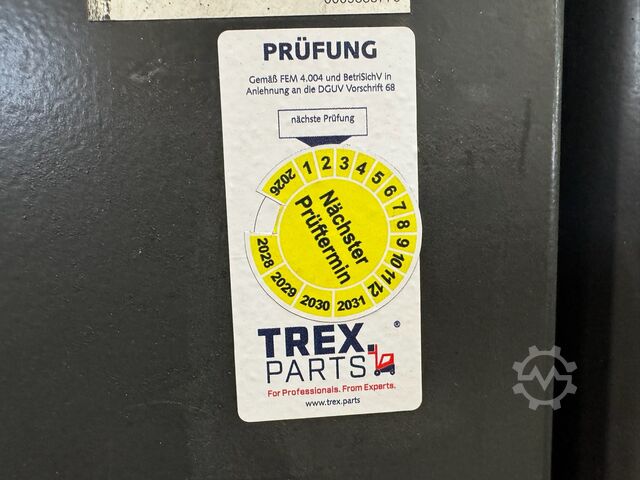 PRÜFUNG
Gemäß FEM 4.004 und BetriSichV in
Anlehnung an die DGUV Vorschrift 68
nächste Prüfung
2026 1 2 3 4 5 6 7 8 9 10 11 12
2031 2030 2029 2028
Nächster
Prüftermin
TREX.®
PARTS
For Professionals. From Experts.
www.trex.parts